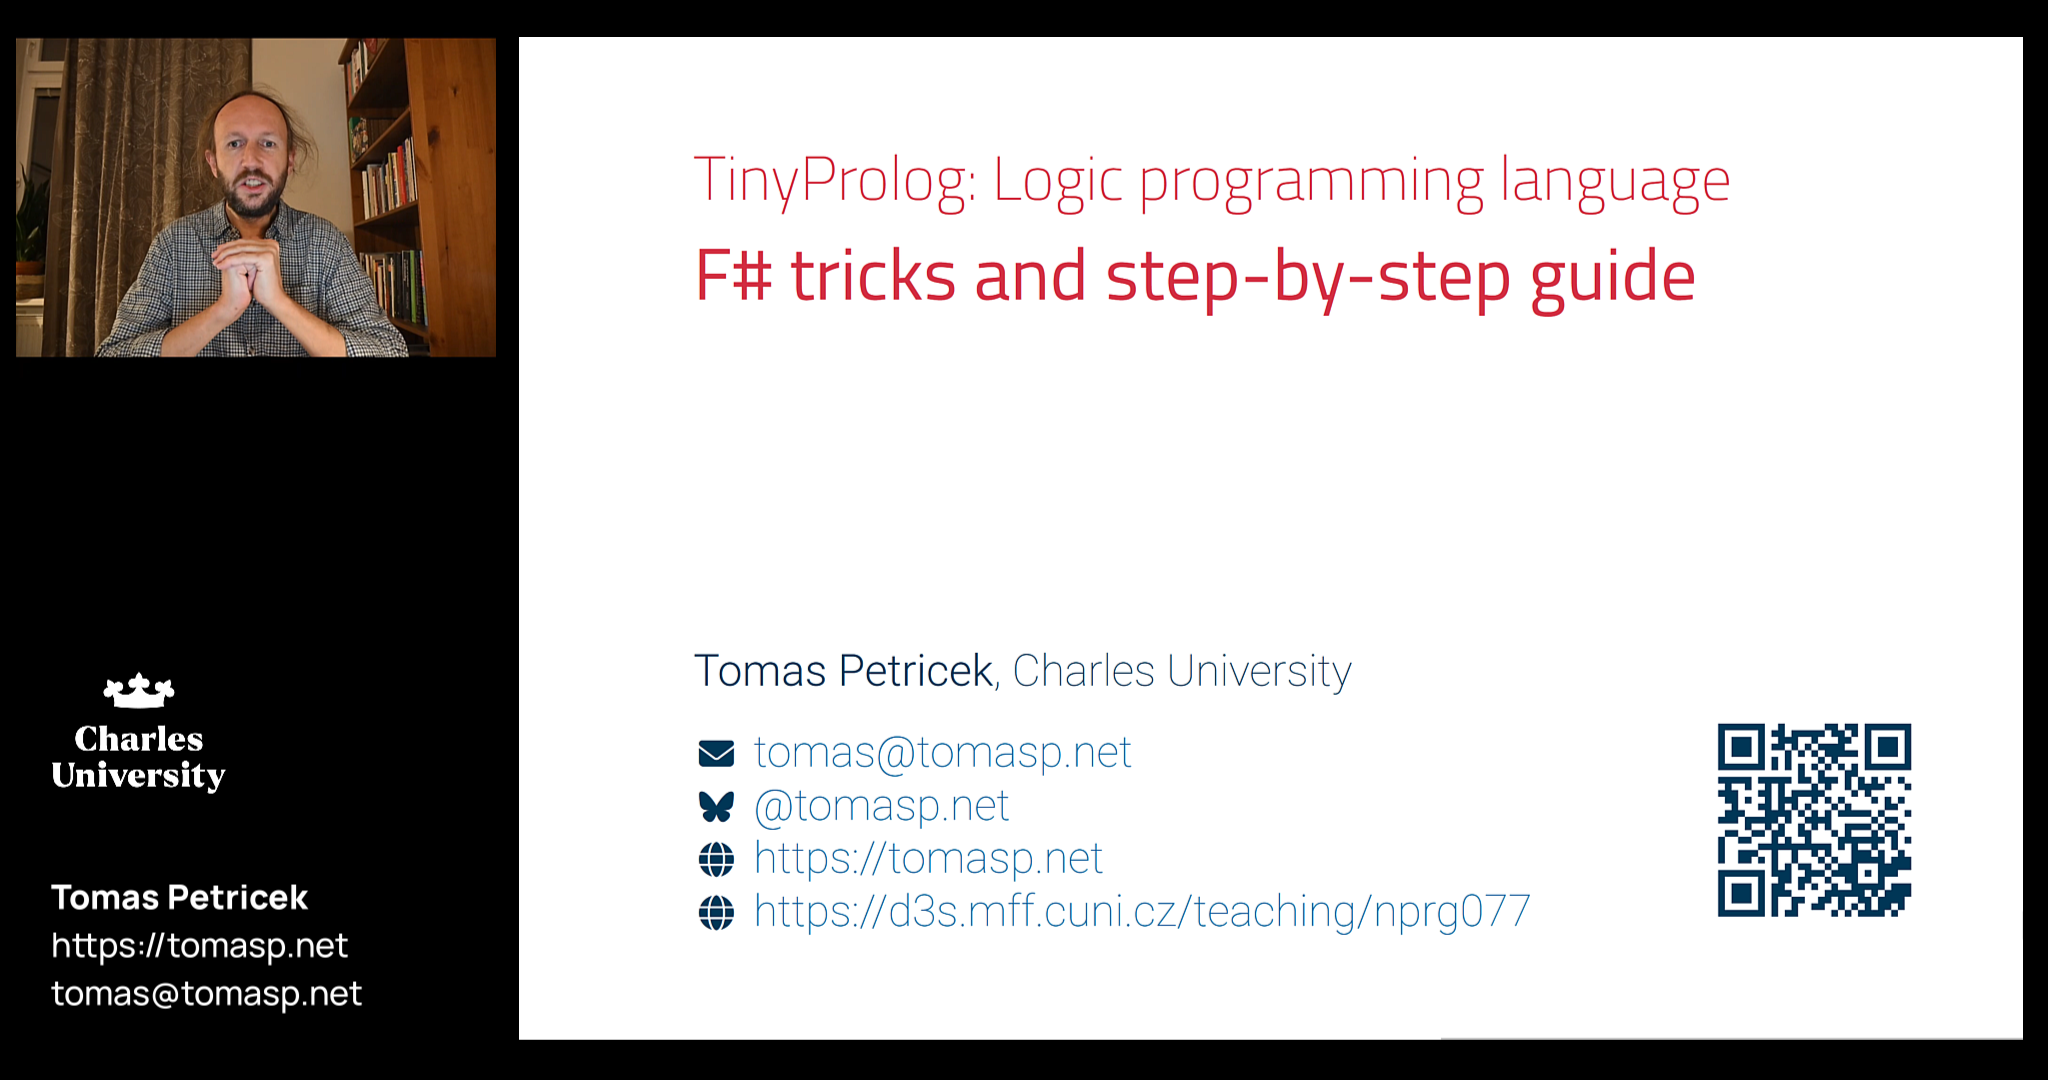 TinyProlog: Logic programming language
F# tricks and step-by-step guide
Tomas Petricek, Charles University
tomas@tomasp.net
@tomasp.net
https://tomasp.net
https://d3s.mff.cuni.cz/teaching/nprg077
Charles
University
Tomas Petricek
https://tomasp.net
tomas@tomasp.net